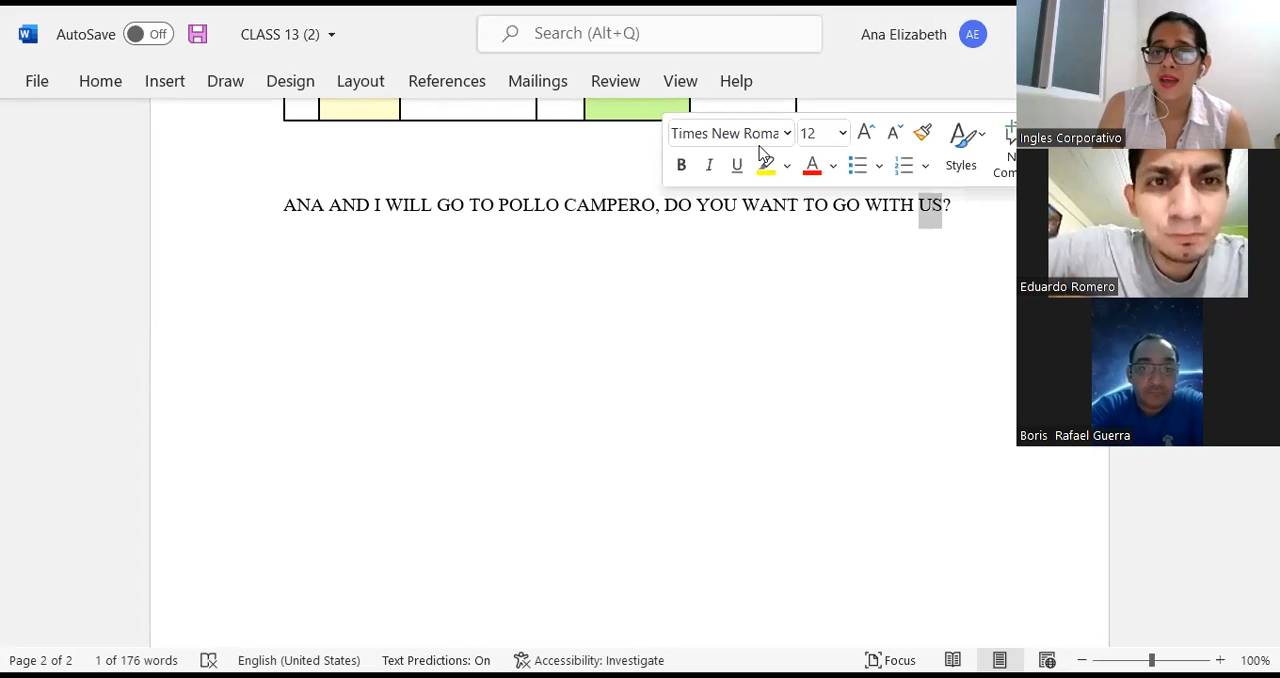 AutoSave Off CLASS 13 (2) Search (Alt+Q) Ana Elizabeth AE
File Home Insert Draw Design Layout References Mailings Review View Help
Times New Roma 12
B I U A Styles
ANA AND I WILL GO TO POLLO CAMPERO, DO YOU WANT TO GO WITH US?
Ingles Corporativo
Eduardo Romero
Boris Rafael Guerra
Page 2 of 2 1 of 176 words English (United States) Text Predictions: On Accessibility: Investigate Focus 100%